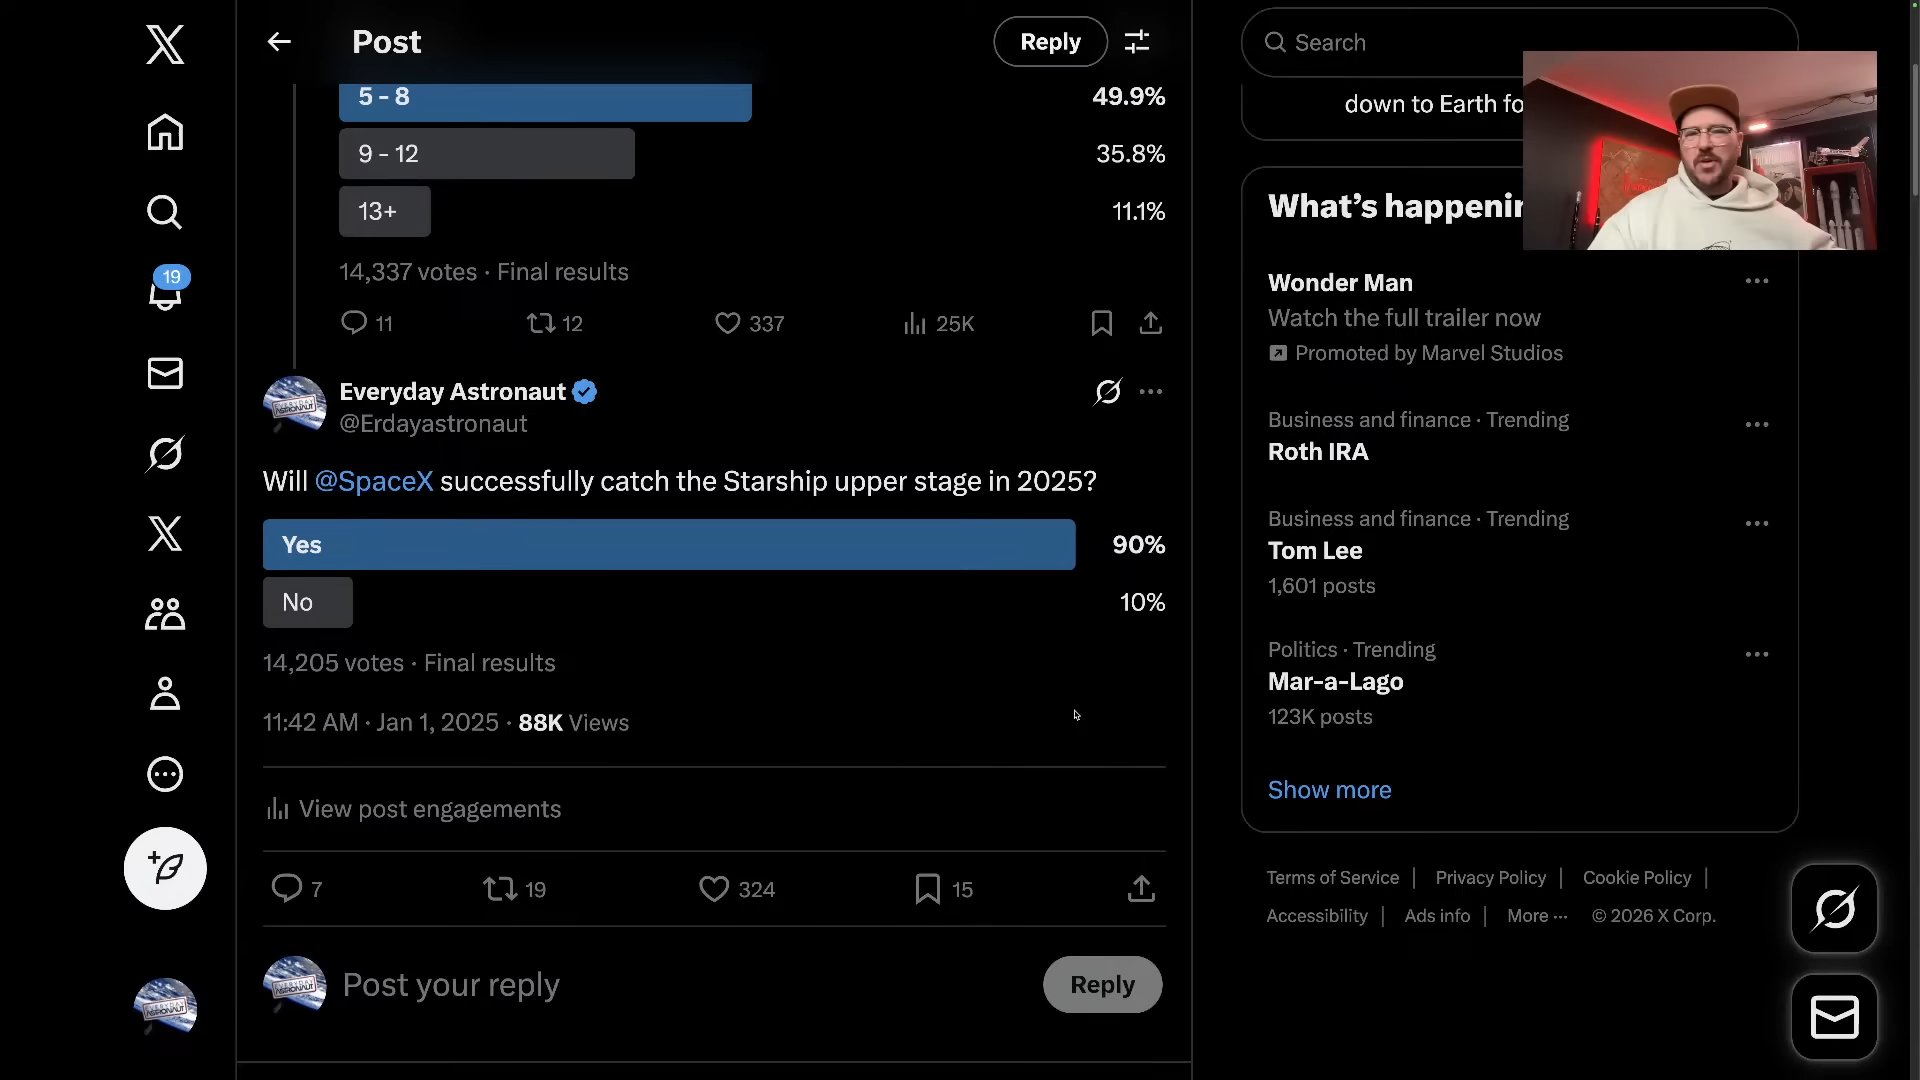 Post
Reply
5 - 8
49.9%
9 - 12
35.8%
13+
11.1%
14,337 votes · Final results
11
12
337
25K
19
Everyday Astronaut
@Erdayastronaut
Will @SpaceX successfully catch the Starship upper stage in 2025?
Yes
90%
No
10%
14,205 votes · Final results
11:42 AM · Jan 1, 2025 · 88K Views
View post engagements
7
19
324
15
Post your reply
Reply
Search
down to Earth fo
What's happenin
Wonder Man
Watch the full trailer now
Promoted by Marvel Studios
Business and finance · Trending
Roth IRA
Business and finance · Trending
Tom Lee
1,601 posts
Politics · Trending
Mar-a-Lago
123K posts
Show more
Terms of Service | Privacy Policy | Cookie Policy |
Accessibility | Ads info | More ··· © 2026 X Corp.